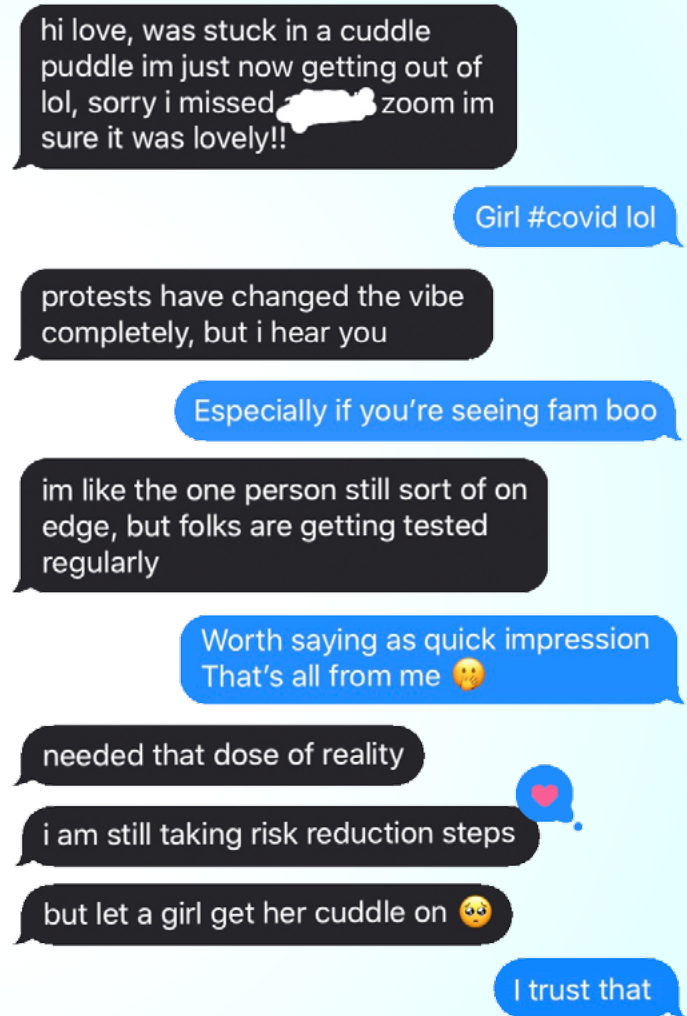 hi love, was stuck in a cuddle
puddle im just now getting out of
lol, sorry i missed zoom im
sure it was lovely!!
Girl #covid lol
protests have changed the vibe
completely, but i hear you
Especially if you’re seeing fam boo
im like the one person still sort of on
edge, but folks are getting tested
regularly
Worth saying as quick impression
That’s all from me 🤭
needed that dose of reality
i am still taking risk reduction steps
but let a girl get her cuddle on 🥺
I trust that